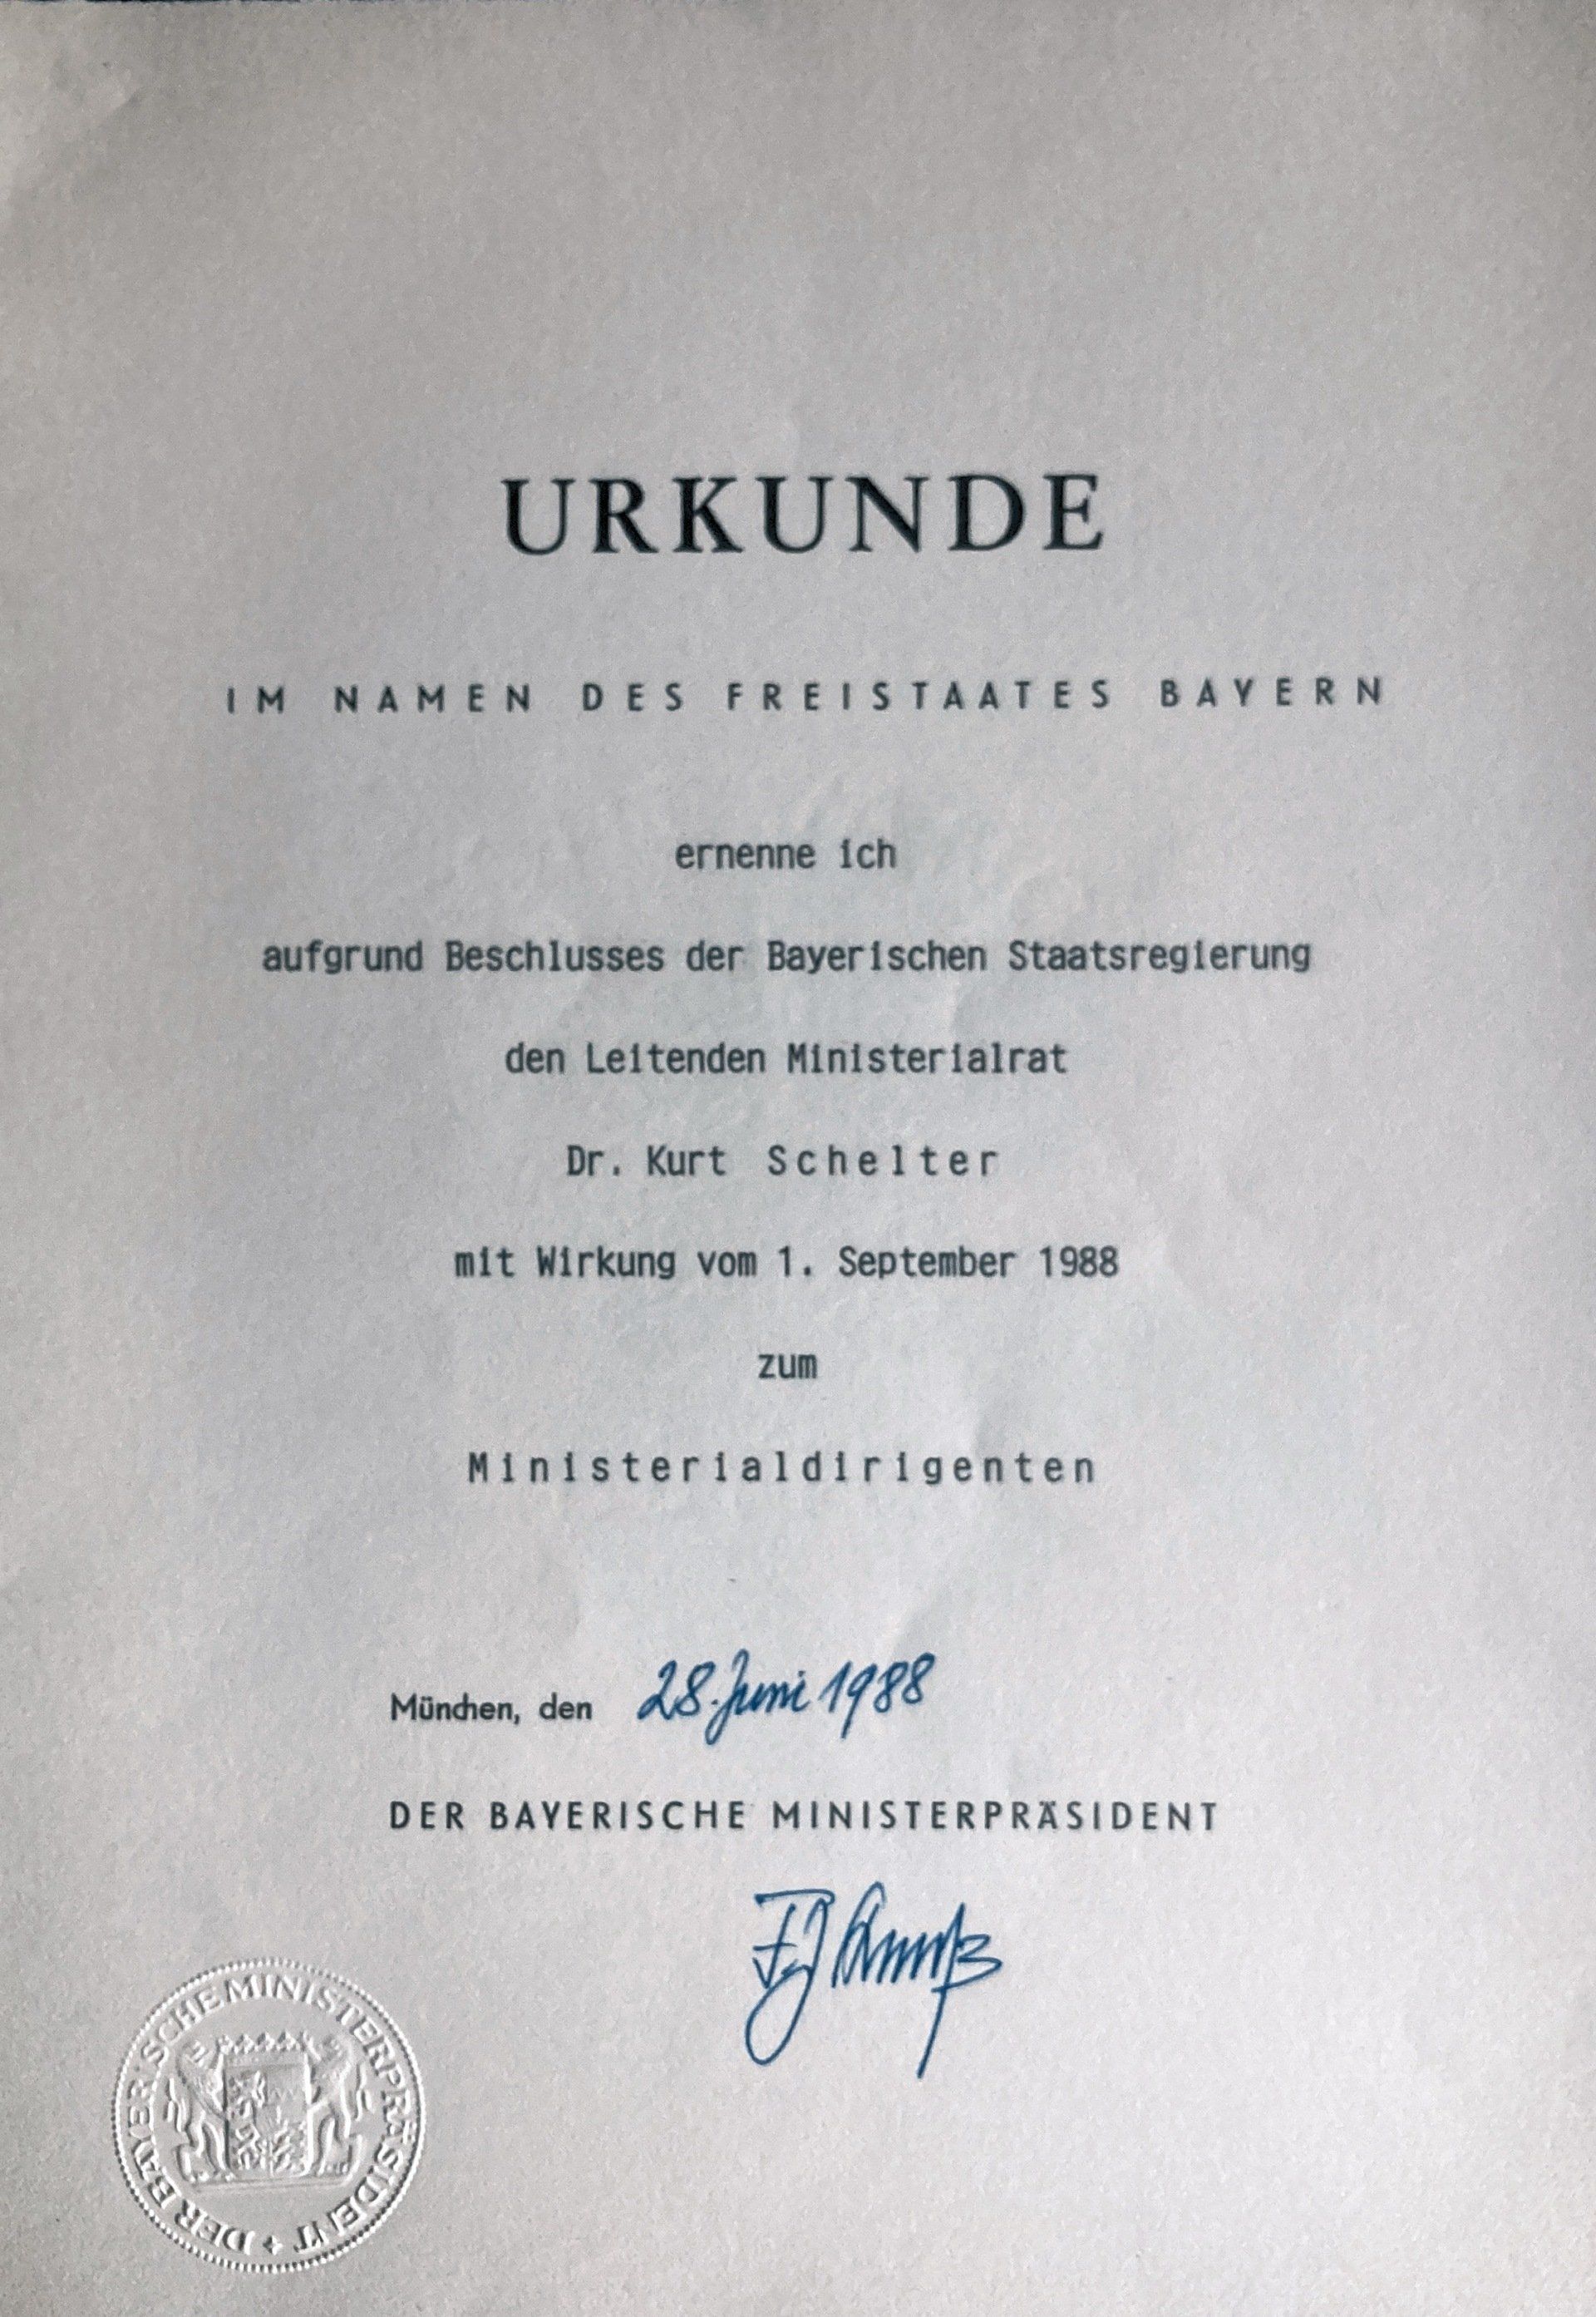 URKUNDE
IM NAMEN DES FREISTAATES BAYERN
ernenne ich
aufgrund Beschlusses der Bayerischen Staatsregierung
den Leitenden Ministerialrat
Dr. Kurt Schelter
mit Wirkung vom 1. September 1988
zum
Ministerialdirigenten
München, den 28. Juni 1988
DER BAYERISCHE MINISTERPRÄSIDENT
FJ Strauß
DER BAYERISCHE MINISTERPRÄSIDENT